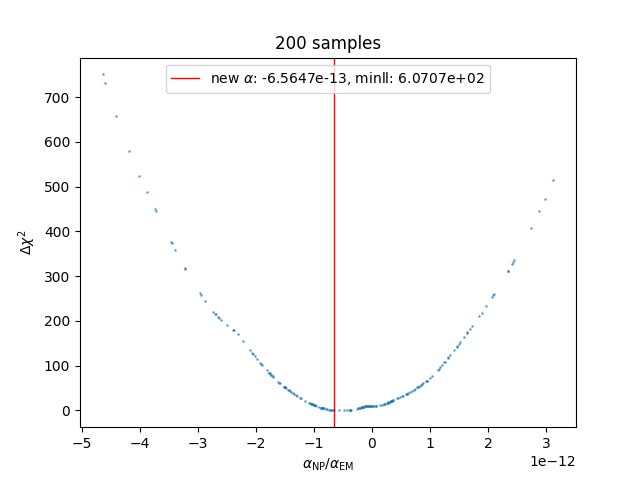 200 samples
new α: -6.5647e-13, minll: 6.0707e+02
Δχ²
700
600
500
400
300
200
100
0
−5 −4 −3 −2 −1 0 1 2 3
1e−12
α_NP/α_EM